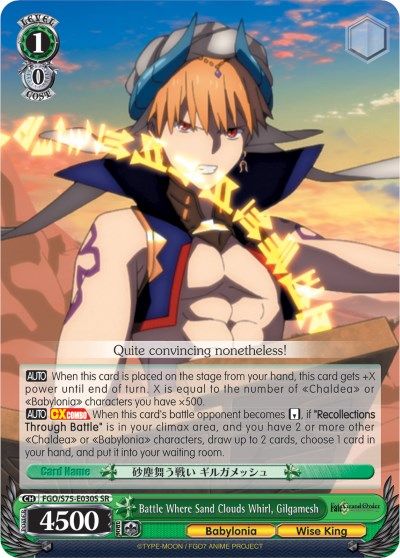 LEVEL
1
0
COST
Quite convincing nonetheless!
AUTO When this card is placed on the stage from your hand, this card gets +X
power until end of turn. X is equal to the number of «Chaldea» or
«Babylonia» characters you have ×500.
AUTO CXCOMBO When this card's battle opponent becomes , if "Recollections
Through Battle" is in your climax area, and you have 2 or more other
«Chaldea» or «Babylonia» characters, draw up to 2 cards, choose 1 card in
your hand, and put it into your waiting room.
Card Name 砂塵舞う戦い ギルガメッシュ
CH FGO/S75-E030S SR
POWER 4500
Battle Where Sand Clouds Whirl, Gilgamesh
Fate Grand Order
Babylonia Wise King
©TYPE-MOON / FGO7 ANIME PROJECT